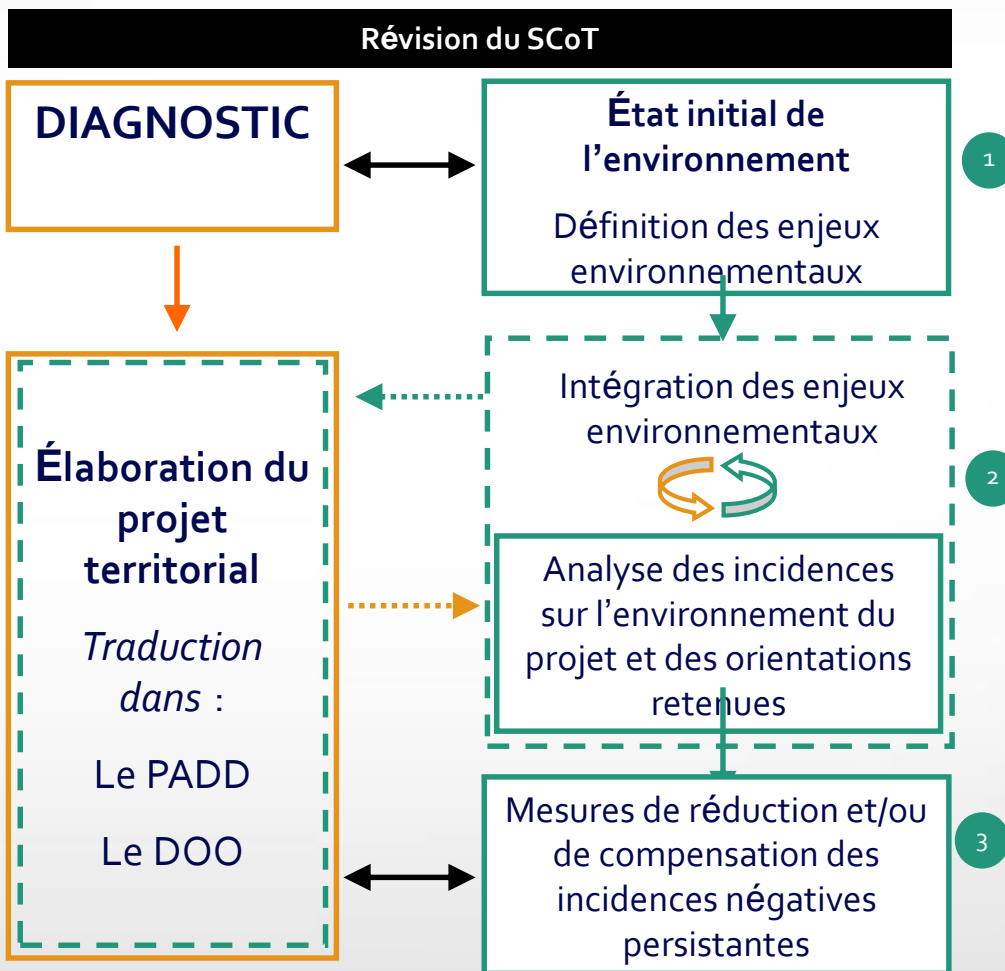 Révision du SCoT
DIAGNOSTIC
État initial de
l’environnement
Définition des enjeux
environnementaux
1
Élaboration du
projet
territorial
Traduction
dans :
Le PADD
Le DOO
Intégration des enjeux
environnementaux
2
Analyse des incidences
sur l’environnement du
projet et des orientations
retenues
Mesures de réduction et/ou
de compensation des
incidences négatives
persistantes
3